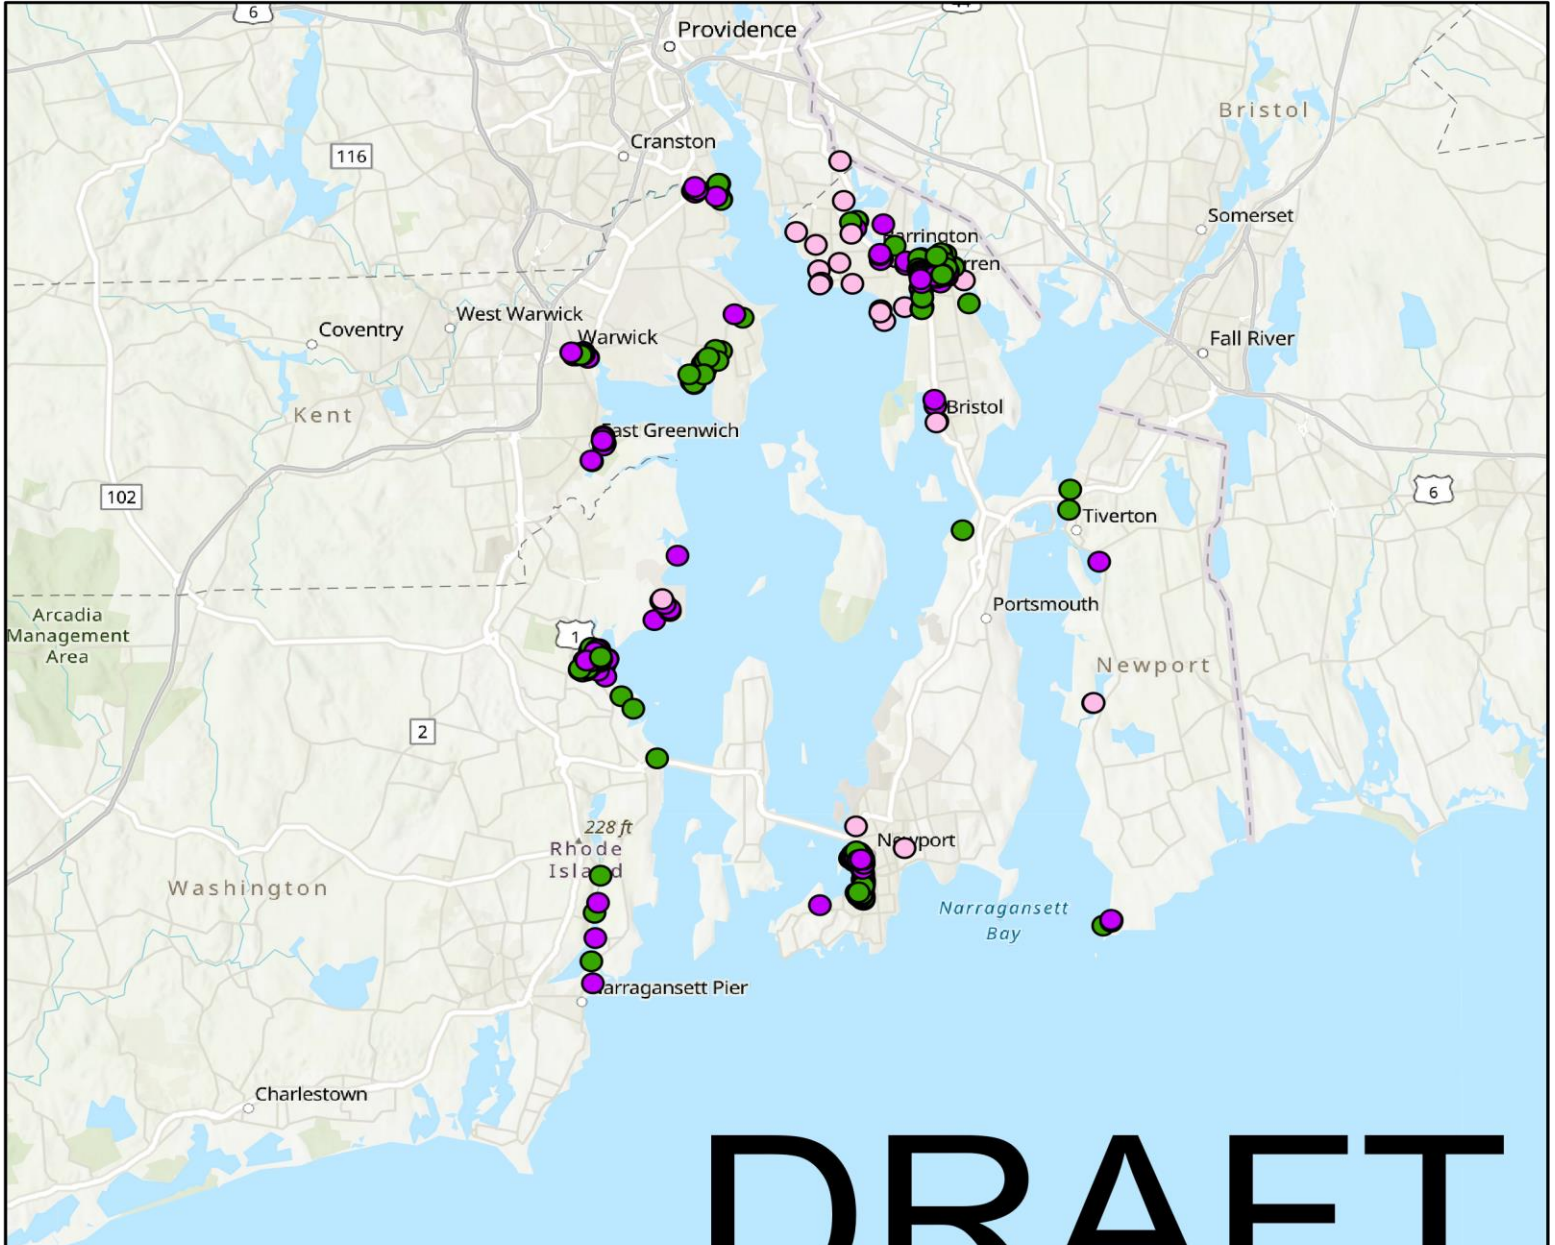 6
44
Providence
Bristol
Cranston
116
Somerset
Barrington
Warren
West Warwick
Coventry
Warwick
Fall River
Kent
Bristol
East Greenwich
102
6
Tiverton
Arcadia
Management
Area
Portsmouth
1
Newport
2
228 ft
Rhode
Island
Newport
Washington
Narragansett
Bay
Narragansett Pier
Charlestown
DRAFT